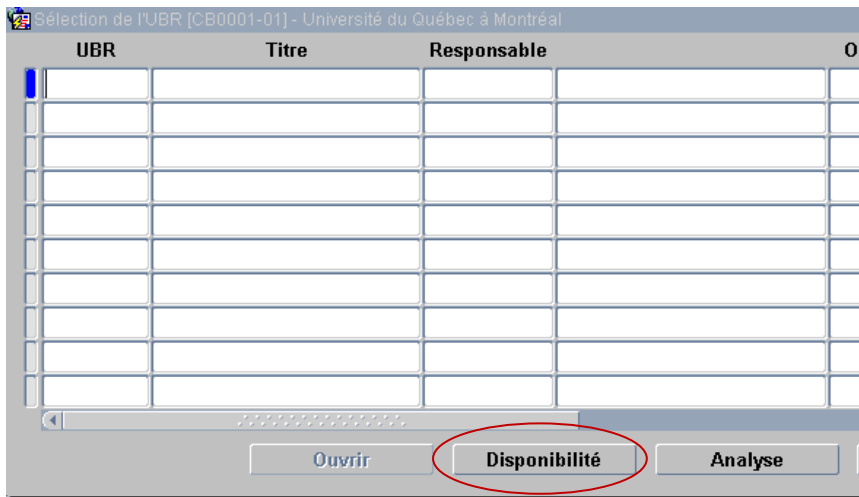 Sélection de l'UBR [CB0001-01] - Université du Québec à Montréal
UBR Titre Responsable O
Ouvrir Disponibilité Analyse